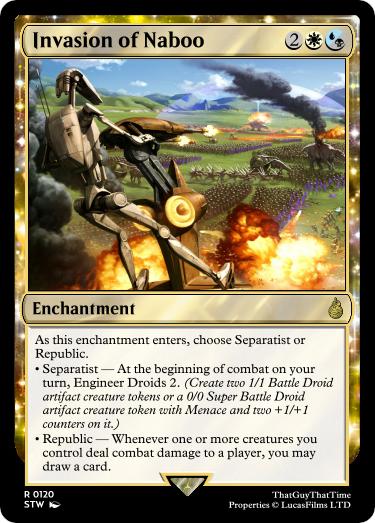 Invasion of Naboo 2
Enchantment
As this enchantment enters, choose Separatist or
Republic.
• Separatist — At the beginning of combat on your
turn, Engineer Droids 2. (Create two 1/1 Battle Droid
artifact creature tokens or a 0/0 Super Battle Droid
artifact creature token with Menace and two +1/+1
counters on it.)
• Republic — Whenever one or more creatures you
control deal combat damage to a player, you may
draw a card.
R 0120
STW
ThatGuyThatTime
Properties © LucasFilms LTD